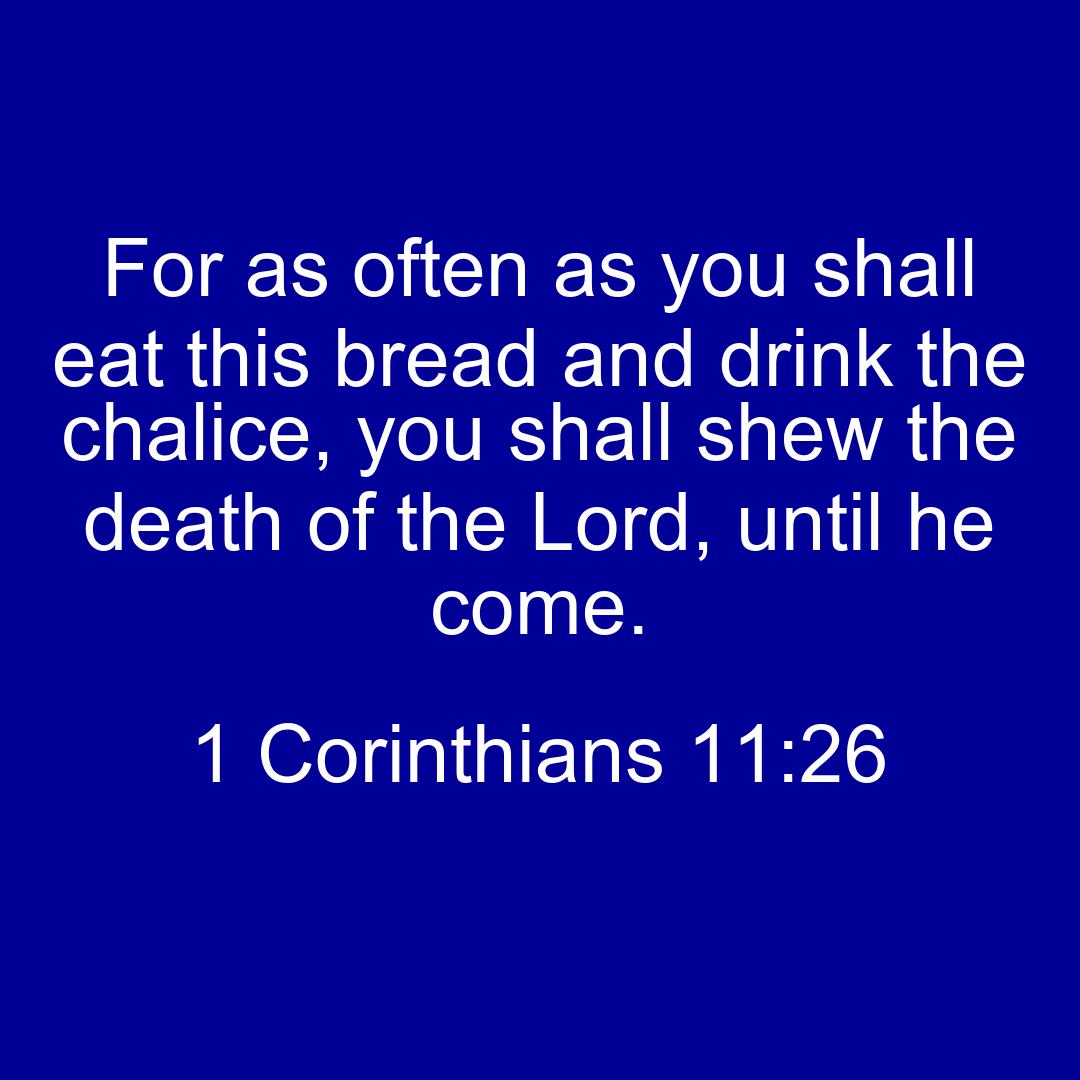 For as often as you shall
eat this bread and drink the
chalice, you shall shew the
death of the Lord, until he
come.
1 Corinthians 11:26